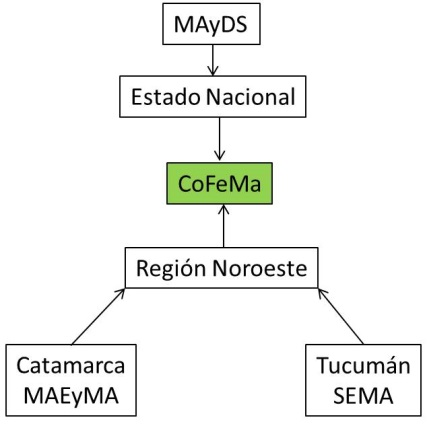 MAyDS
Estado Nacional
CoFeMa
Región Noroeste
Catamarca
MAEyMA
Tucumán
SEMA